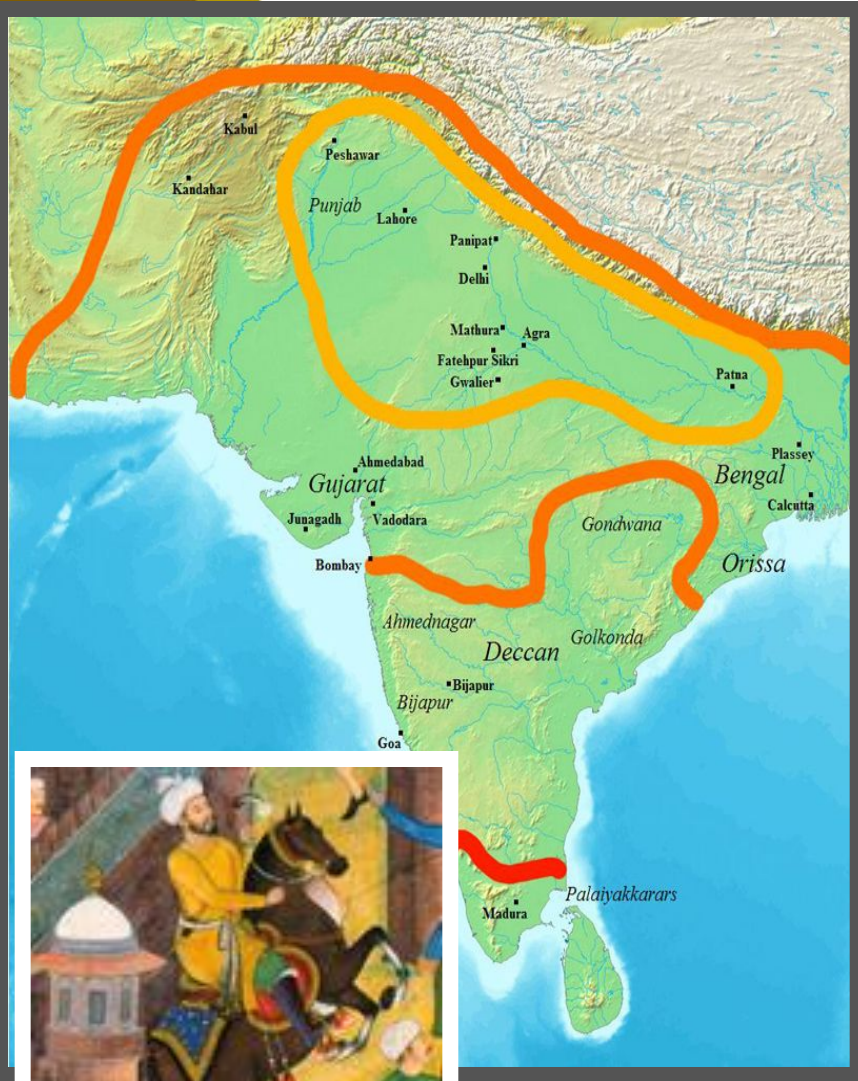 Kabul
Peshawar
Kandahar
Punjab
Lahore
Panipat
Delhi
Mathura
Agra
Fatehpur Sikri
Gwalier
Patna
Plassey
Ahmedabad
Bengal
Gujarat
Calcutta
Junagadh
Vadodara
Gondwana
Bombay
Orissa
Ahmednagar
Golkonda
Deccan
Bijapur
Bijapur
Goa
Palaiyakkarars
Madura